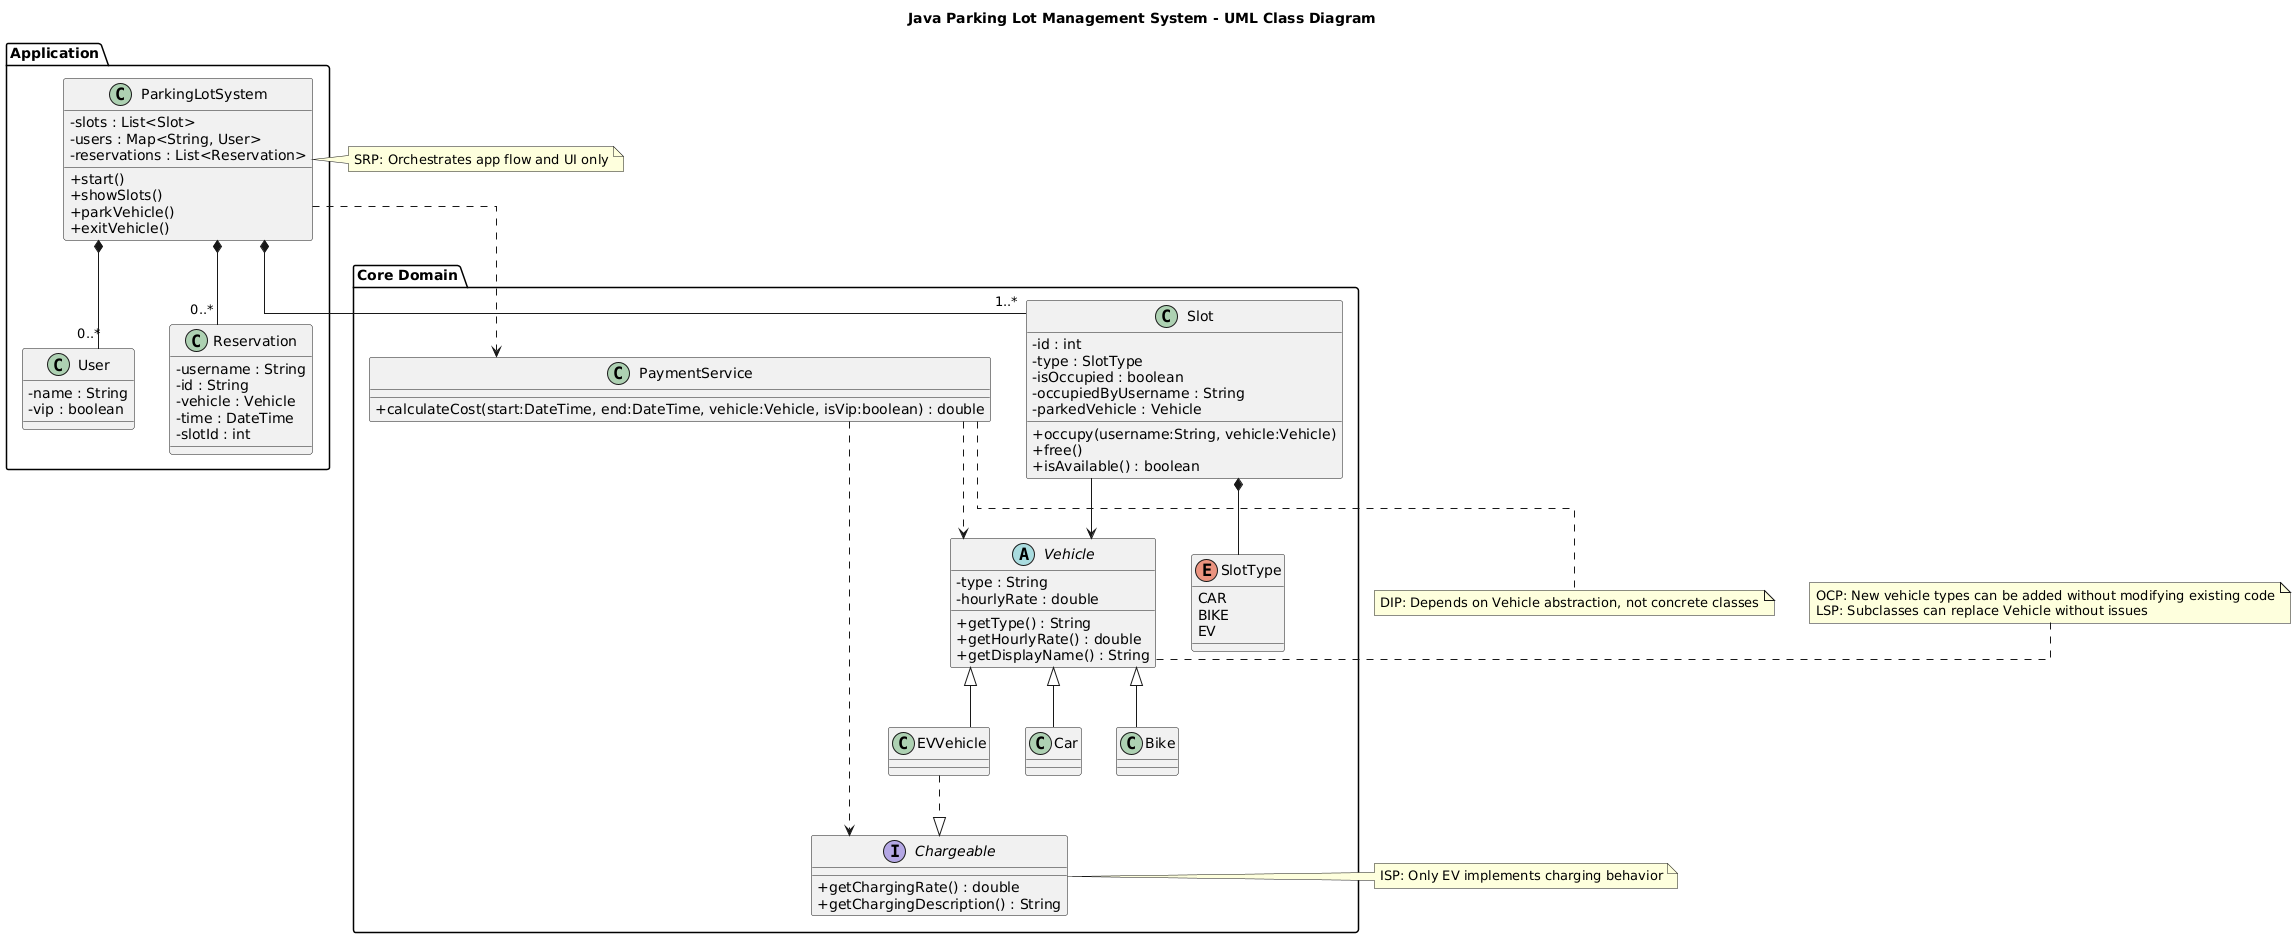 Java Parking Lot Management System - UML Class Diagram
Application
C ParkingLotSystem
-slots : List<Slot>
-users : Map<String, User>
-reservations : List<Reservation>
+start()
+showSlots()
+parkVehicle()
+exitVehicle()
SRP: Orchestrates app flow and UI only
0..*
0..*
1..*
C User
-name : String
-vip : boolean
C Reservation
-username : String
-id : String
-vehicle : Vehicle
-time : DateTime
-slotId : int
Core Domain
C PaymentService
+calculateCost(start:DateTime, end:DateTime, vehicle:Vehicle, isVip:boolean) : double
C Slot
-id : int
-type : SlotType
-isOccupied : boolean
-occupiedByUsername : String
-parkedVehicle : Vehicle
+occupy(username:String, vehicle:Vehicle)
+free()
+isAvailable() : boolean
A Vehicle
-type : String
-hourlyRate : double
+getType() : String
+getHourlyRate() : double
+getDisplayName() : String
E SlotType
CAR
BIKE
EV
DIP: Depends on Vehicle abstraction, not concrete classes
OCP: New vehicle types can be added without modifying existing code
LSP: Subclasses can replace Vehicle without issues
C EVVehicle
C Car
C Bike
I Chargeable
+getChargingRate() : double
+getChargingDescription() : String
ISP: Only EV implements charging behavior